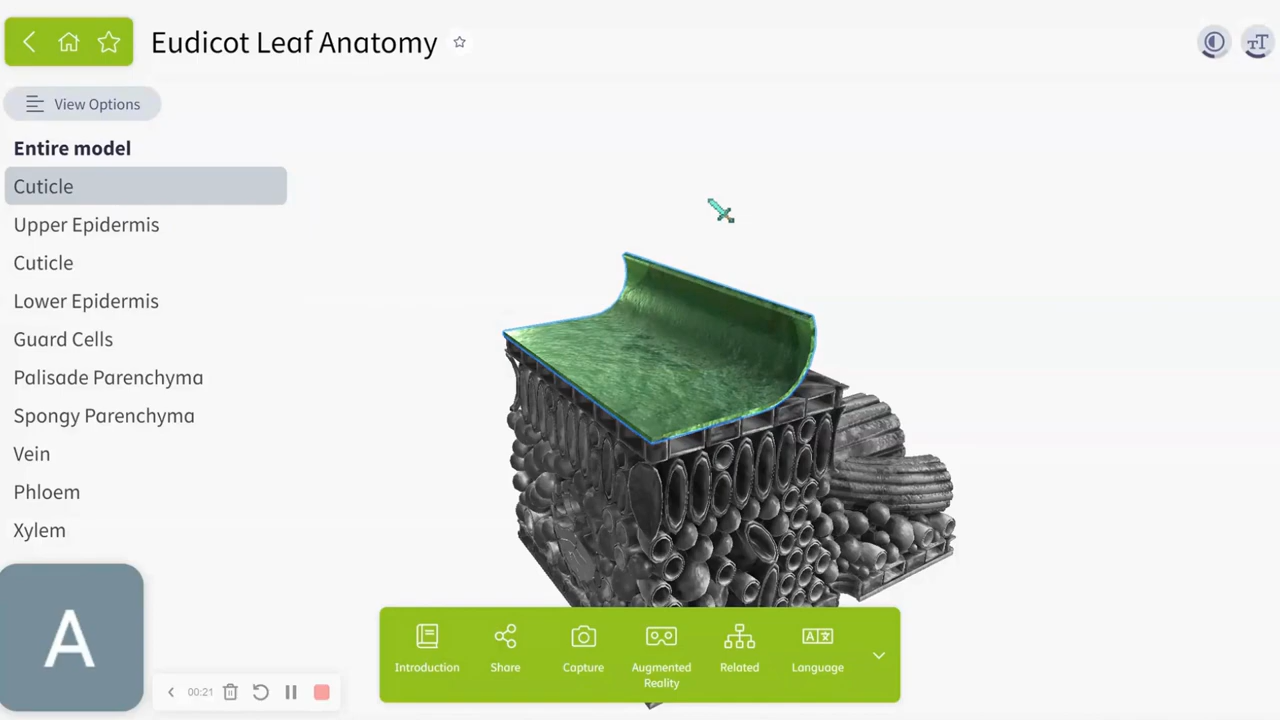 Eudicot Leaf Anatomy
TT
View Options
Entire model
Cuticle
Upper Epidermis
Cuticle
Lower Epidermis
Guard Cells
Palisade Parenchyma
Spongy Parenchyma
Vein
Phloem
Xylem
A
00:21
Introduction
Share
Capture
Augmented
Reality
Related
Language